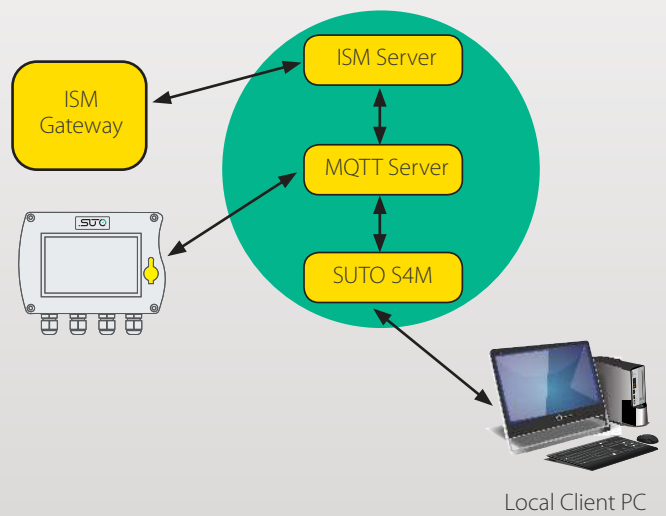 ISM Server
ISM
Gateway
MQTT Server
SUTO
SUTO S4M
Local Client PC